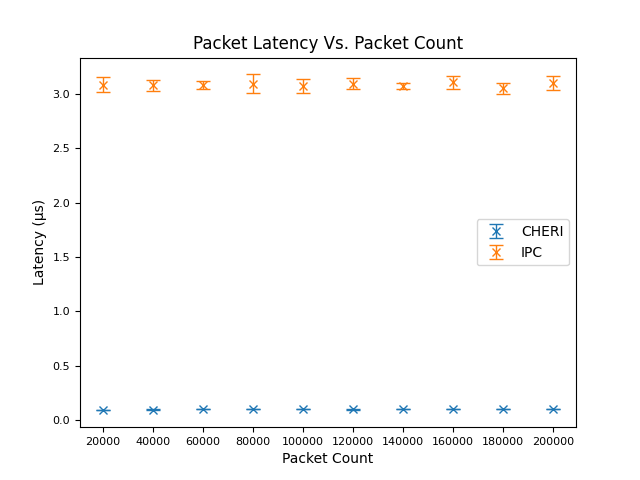 Packet Latency Vs. Packet Count
Latency (μs)
3.0
2.5
2.0
1.5
1.0
0.5
0.0
CHERI
IPC
20000 40000 60000 80000 100000 120000 140000 160000 180000 200000
Packet Count